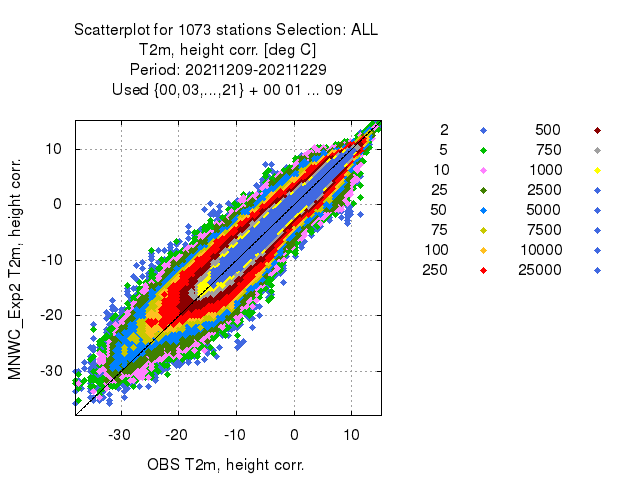 Scatterplot for 1073 stations Selection: ALL
T2m, height corr. [deg C]
Period: 20211209-20211229
Used {00,03,...,21} + 00 01 ... 09
MNWC_Exp2 T2m, height corr.
10
0
-10
-20
-30
-30 -20 -10 0 10
OBS T2m, height corr.
2 500
5 750
10 1000
25 2500
50 5000
75 7500
100 10000
250 25000